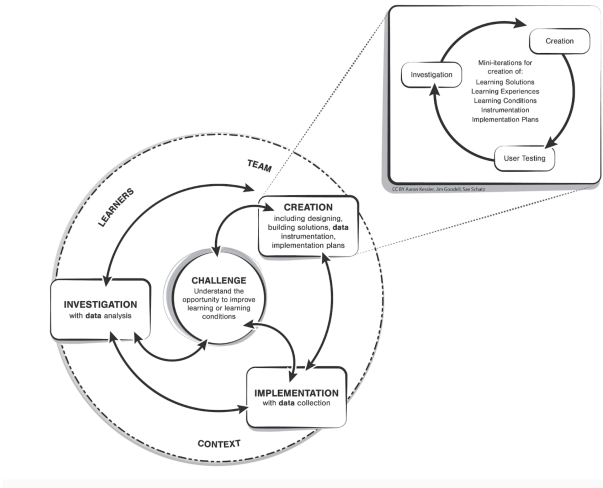 Creation
Mini-iterations for
creation of:
Learning Solutions
Learning Experiences
Learning Conditions
Instrumentation
Implementation Plans
Investigation
User Testing
CC BY Aaron Kessler, Jim Goodell, Sae Schatz
TEAM
LEARNERS
CREATION
including designing,
building solutions, data
instrumentation,
implementation plans
CHALLENGE
Understand the
opportunity to improve
learning or learning
conditions
INVESTIGATION
with data analysis
IMPLEMENTATION
with data collection
CONTEXT